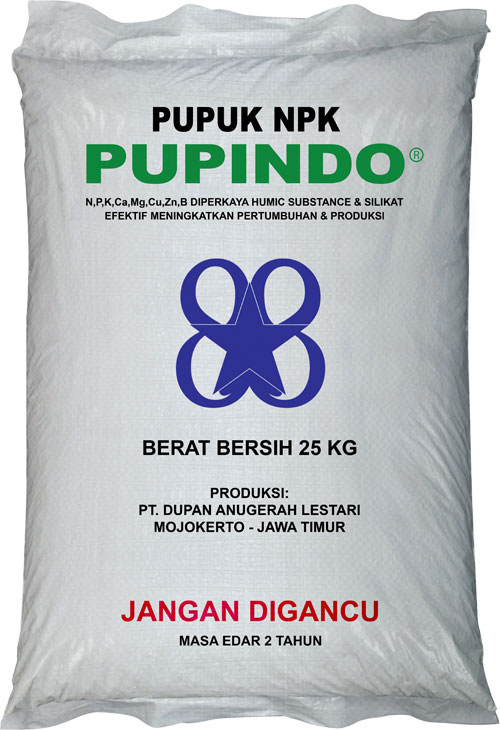 PUPUK NPK
PUPINDO®
N,P,K,Ca,Mg,Cu,Zn,B DIPERKAYA HUMIC SUBSTANCE & SILIKAT
EFEKTIF MENINGKATKAN PERTUMBUHAN & PRODUKSI
88
BERAT BERSIH 25 KG
PRODUKSI:
PT. DUPAN ANUGERAH LESTARI
MOJOKERTO - JAWA TIMUR
JANGAN DIGANCU
MASA EDAR 2 TAHUN